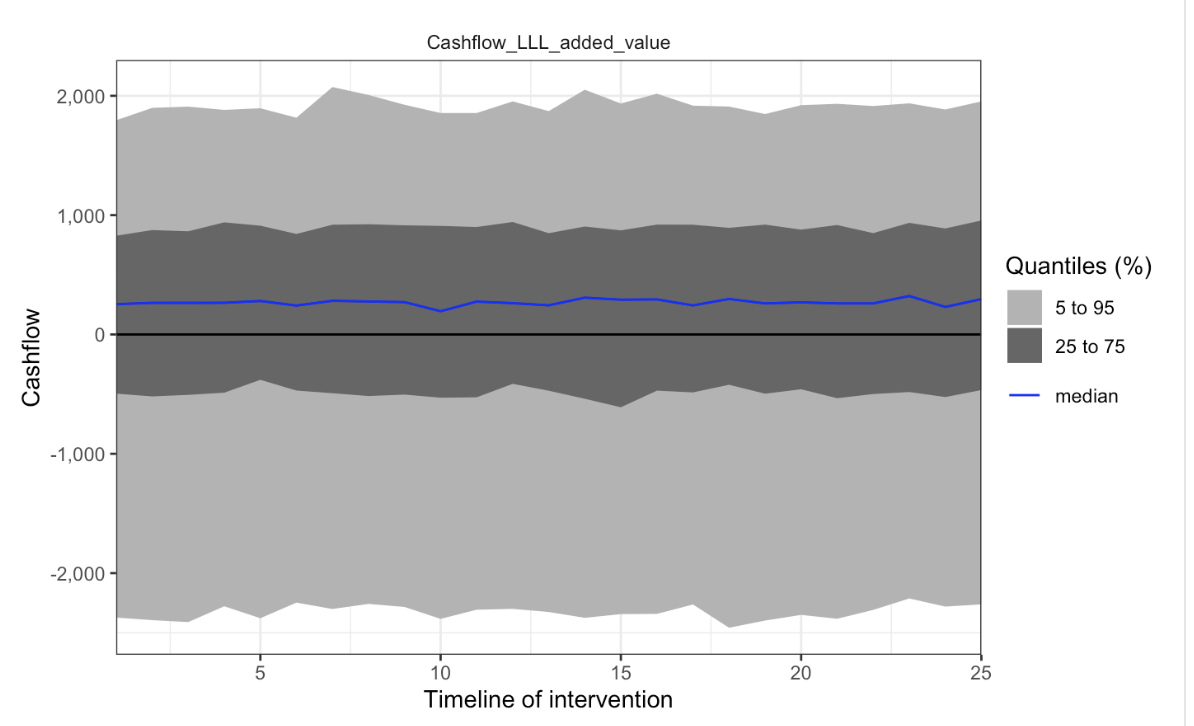 Cashflow_LLL_added_value
2,000
1,000
0
-1,000
-2,000
Cashflow
5
10
15
20
25
Timeline of intervention
Quantiles (%)
5 to 95
25 to 75
median